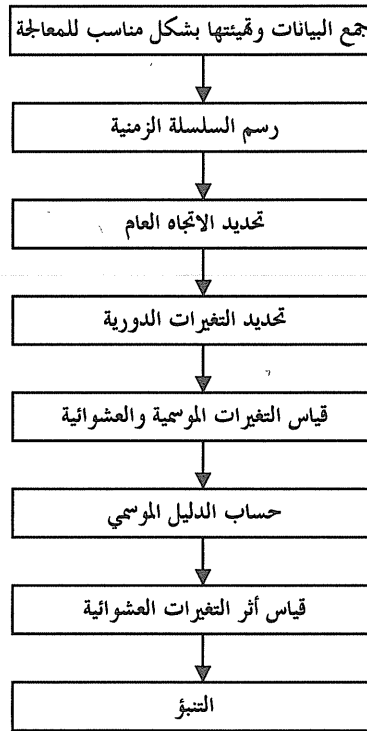 جمع البيانات وتهيئتها بشكل مناسب للمعالجة
رسم السلسلة الزمنية
تحديد الاتجاه العام
تحديد التغيرات الدورية
قياس التغيرات الموسمية والعشوائية
حساب الدليل الموسمي
قياس أثر التغيرات العشوائية
التنبؤ